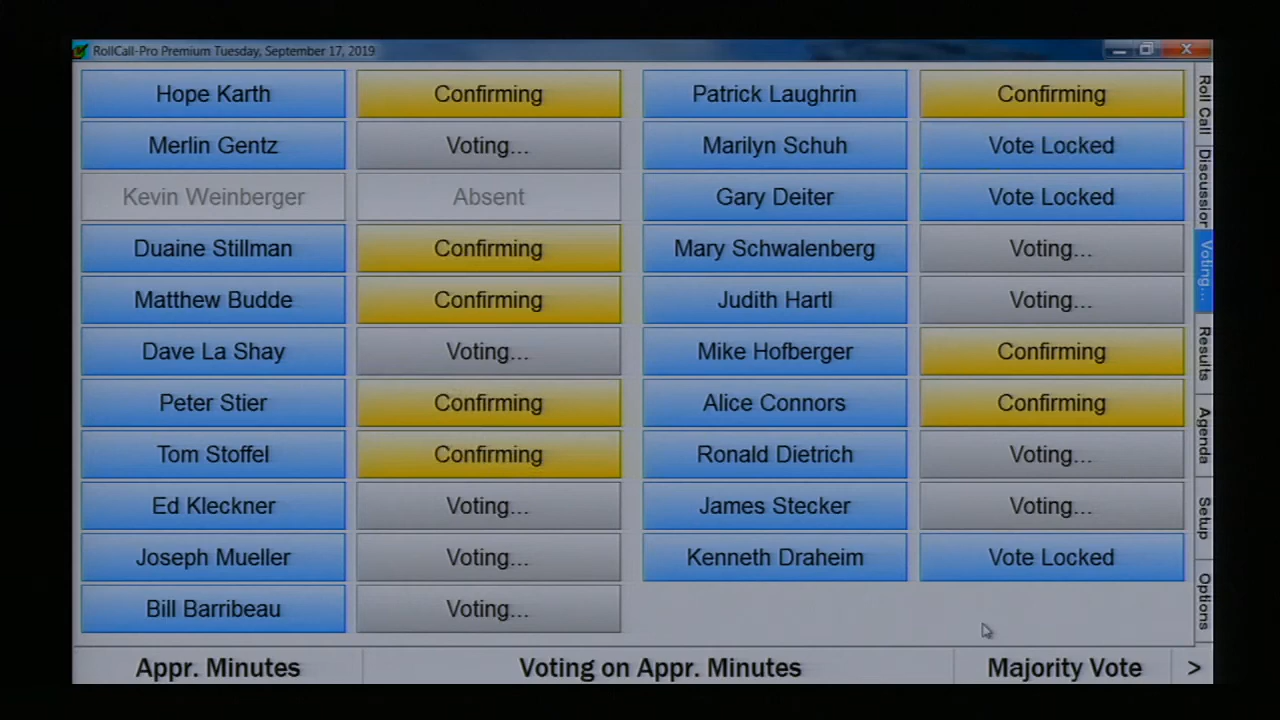 RollCall-Pro Premium Tuesday, September 17, 2019
Hope Karth Confirming Patrick Laughrin Confirming
Merlin Gentz Voting... Marilyn Schuh Vote Locked
Kevin Weinberger Absent Gary Deiter Vote Locked
Duaine Stillman Confirming Mary Schwalenberg Voting...
Matthew Budde Confirming Judith Hartl Voting...
Dave La Shay Voting... Mike Hofberger Confirming
Peter Stier Confirming Alice Connors Confirming
Tom Stoffel Confirming Ronald Dietrich Voting...
Ed Kleckner Voting... James Stecker Voting...
Joseph Mueller Voting... Kenneth Draheim Vote Locked
Bill Barribeau Voting...
Appr. Minutes Voting on Appr. Minutes Majority Vote >
Roll Call
Discussion
Voting...
Results
Agenda
Setup
Options